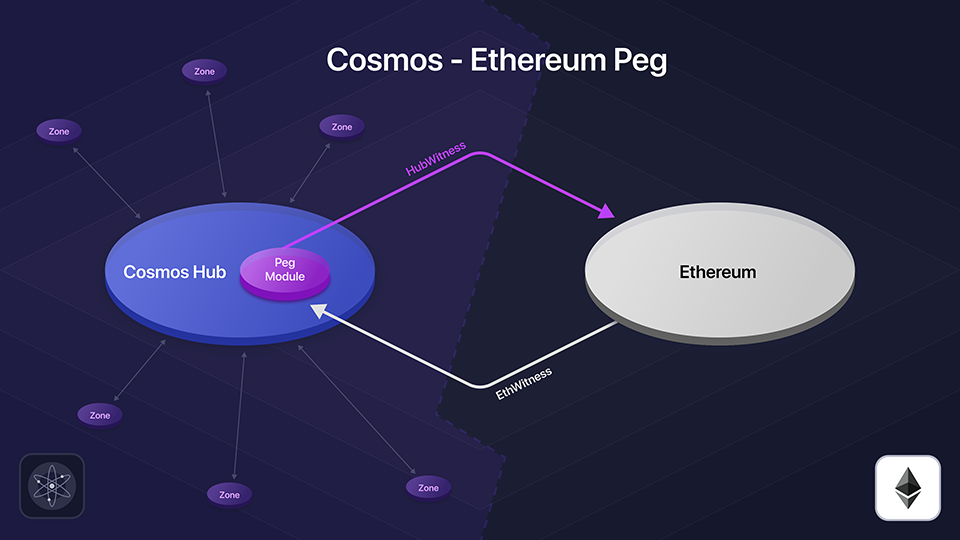 Cosmos - Ethereum Peg
Zone
Zone
Zone
HubWitness
Cosmos Hub
Peg
Module
Ethereum
EthWitness
Zone
Zone
Zone